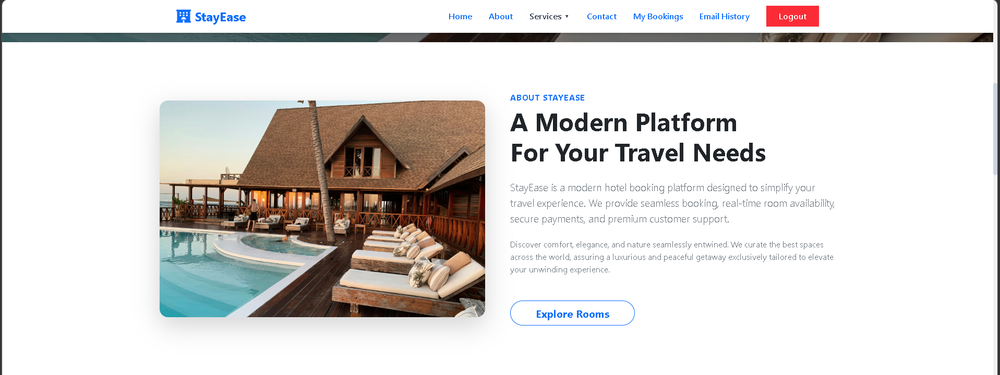 StayEase
Home
About
Services ▼
Contact
My Bookings
Email History
Logout
ABOUT STAYEASE
A Modern Platform
For Your Travel Needs
StayEase is a modern hotel booking platform designed to simplify your
travel experience. We provide seamless booking, real-time room availability,
secure payments, and premium customer support.
Discover comfort, elegance, and nature seamlessly entwined. We curate the best spaces
across the world, assuring a luxurious and peaceful getaway exclusively tailored to elevate
your unwinding experience.
Explore Rooms